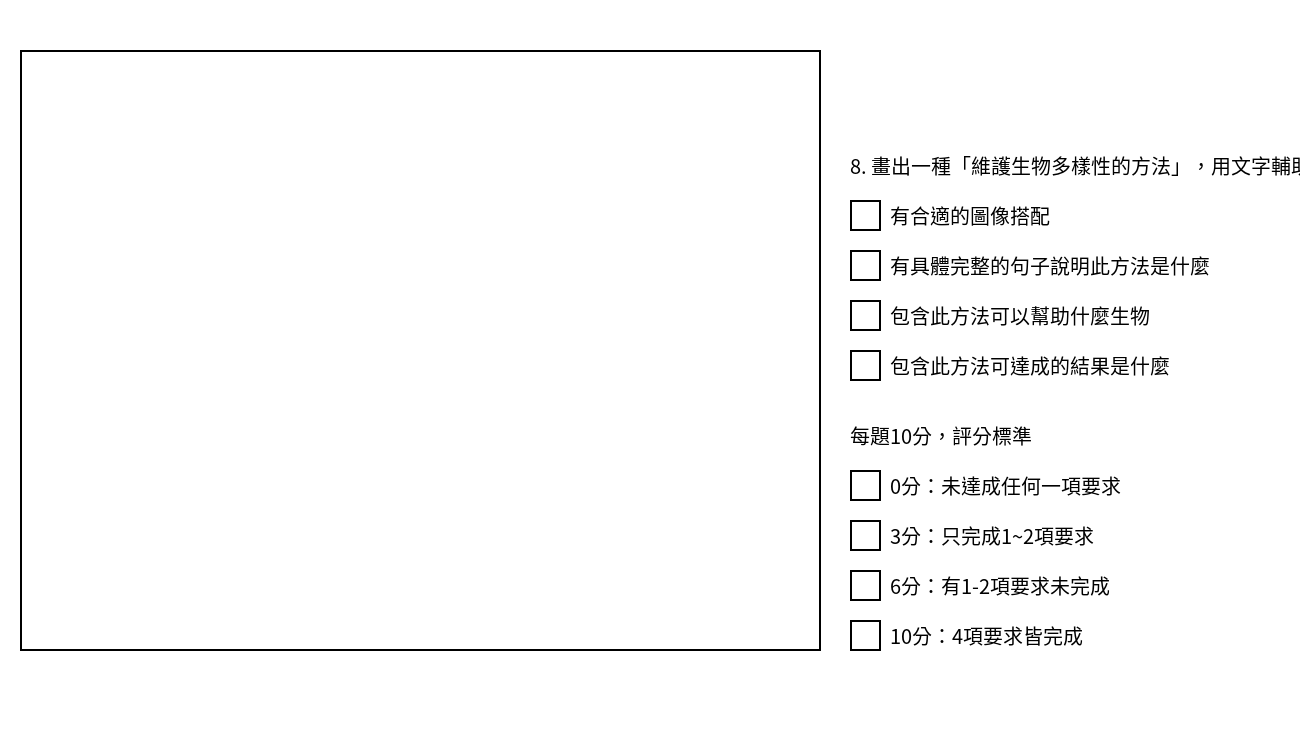 8. 畫出一種「維護生物多樣性的方法」，用文字輔
有合適的圖像搭配
有具體完整的句子說明此方法是什麼
包含此方法可以幫助什麼生物
包含此方法可達成的結果是什麼
每題10分，評分標準
0分：未達成任何一項要求
3分：只完成1~2項要求
6分：有1-2項要求未完成
10分：4項要求皆完成